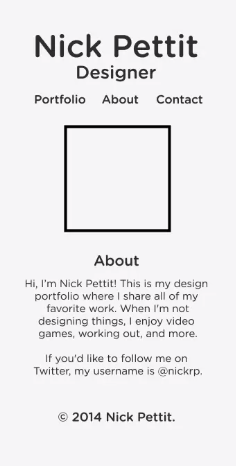 Nick Pettit
Designer
Portfolio About Contact
About
Hi, I'm Nick Pettit! This is my design
portfolio where I share all of my
favorite work. When I'm not
designing things, I enjoy video
games, working out, and more.
If you'd like to follow me on
Twitter, my username is @nickrp.
© 2014 Nick Pettit.